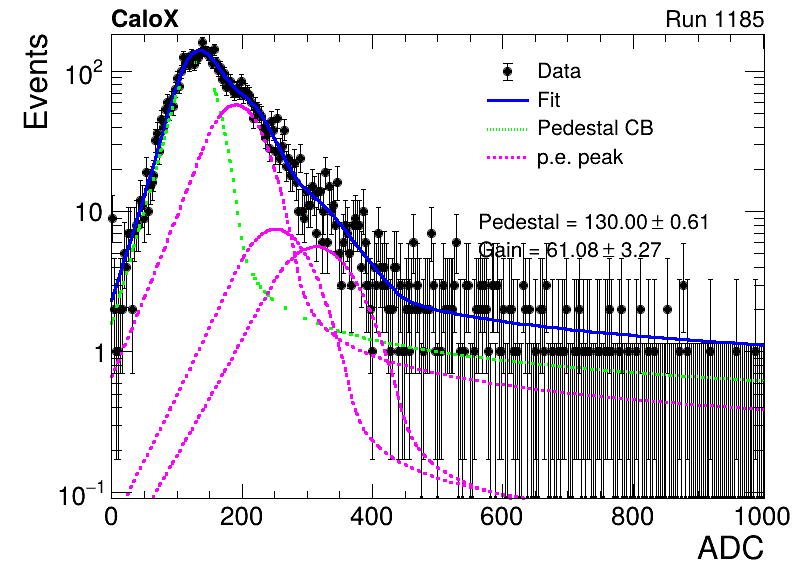 CaloX Run 1185
Events
10²
10
1
10⁻¹
Data
Fit
Pedestal CB
p.e. peak
Pedestal = 130.00 ± 0.61
Gain = 61.08 ± 3.27
0 200 400 600 800 1000
ADC